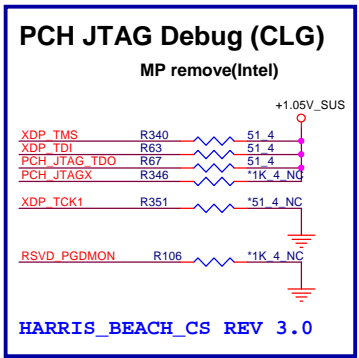 PCH JTAG Debug (CLG)
MP remove(Intel)
+1.05V_SUS
XDP_TMS R340 51_4
XDP_TDI R63 51_4
PCH_JTAG_TDO R67 51_4
PCH_JTAGX R346 *1K_4_NC
XDP_TCK1 R351 *51_4_NC
RSVD_PGDMON R106 *1K_4_NC
HARRIS_BEACH_CS REV 3.0